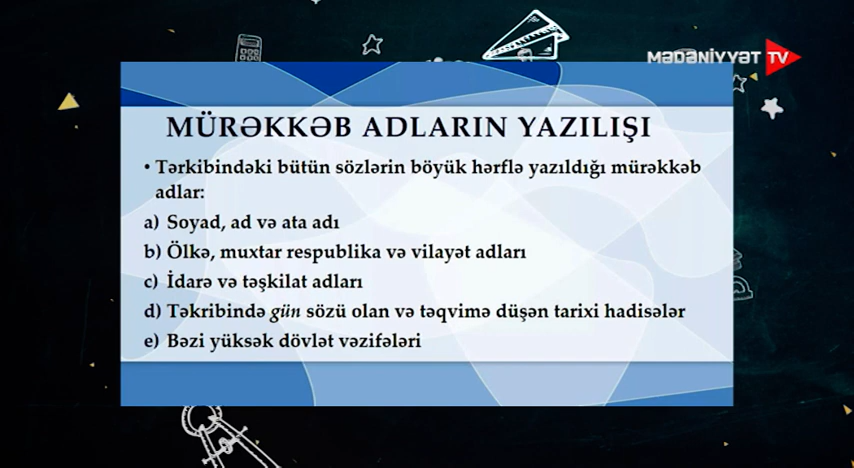 MƏDƏNİYYƏT TV
MÜRƏKKƏB ADLARIN YAZILIŞI
• Tərkibindəki bütün sözlərin böyük hərflə yazıldığı mürəkkəb
adlar:
a) Soyad, ad və ata adı
b) Ölkə, muxtar respublika və vilayət adları
c) İdarə və təşkilat adları
d) Təkribində gün sözü olan və təqvimə düşən tarixi hadisələr
e) Bəzi yüksək dövlət vəzifələri